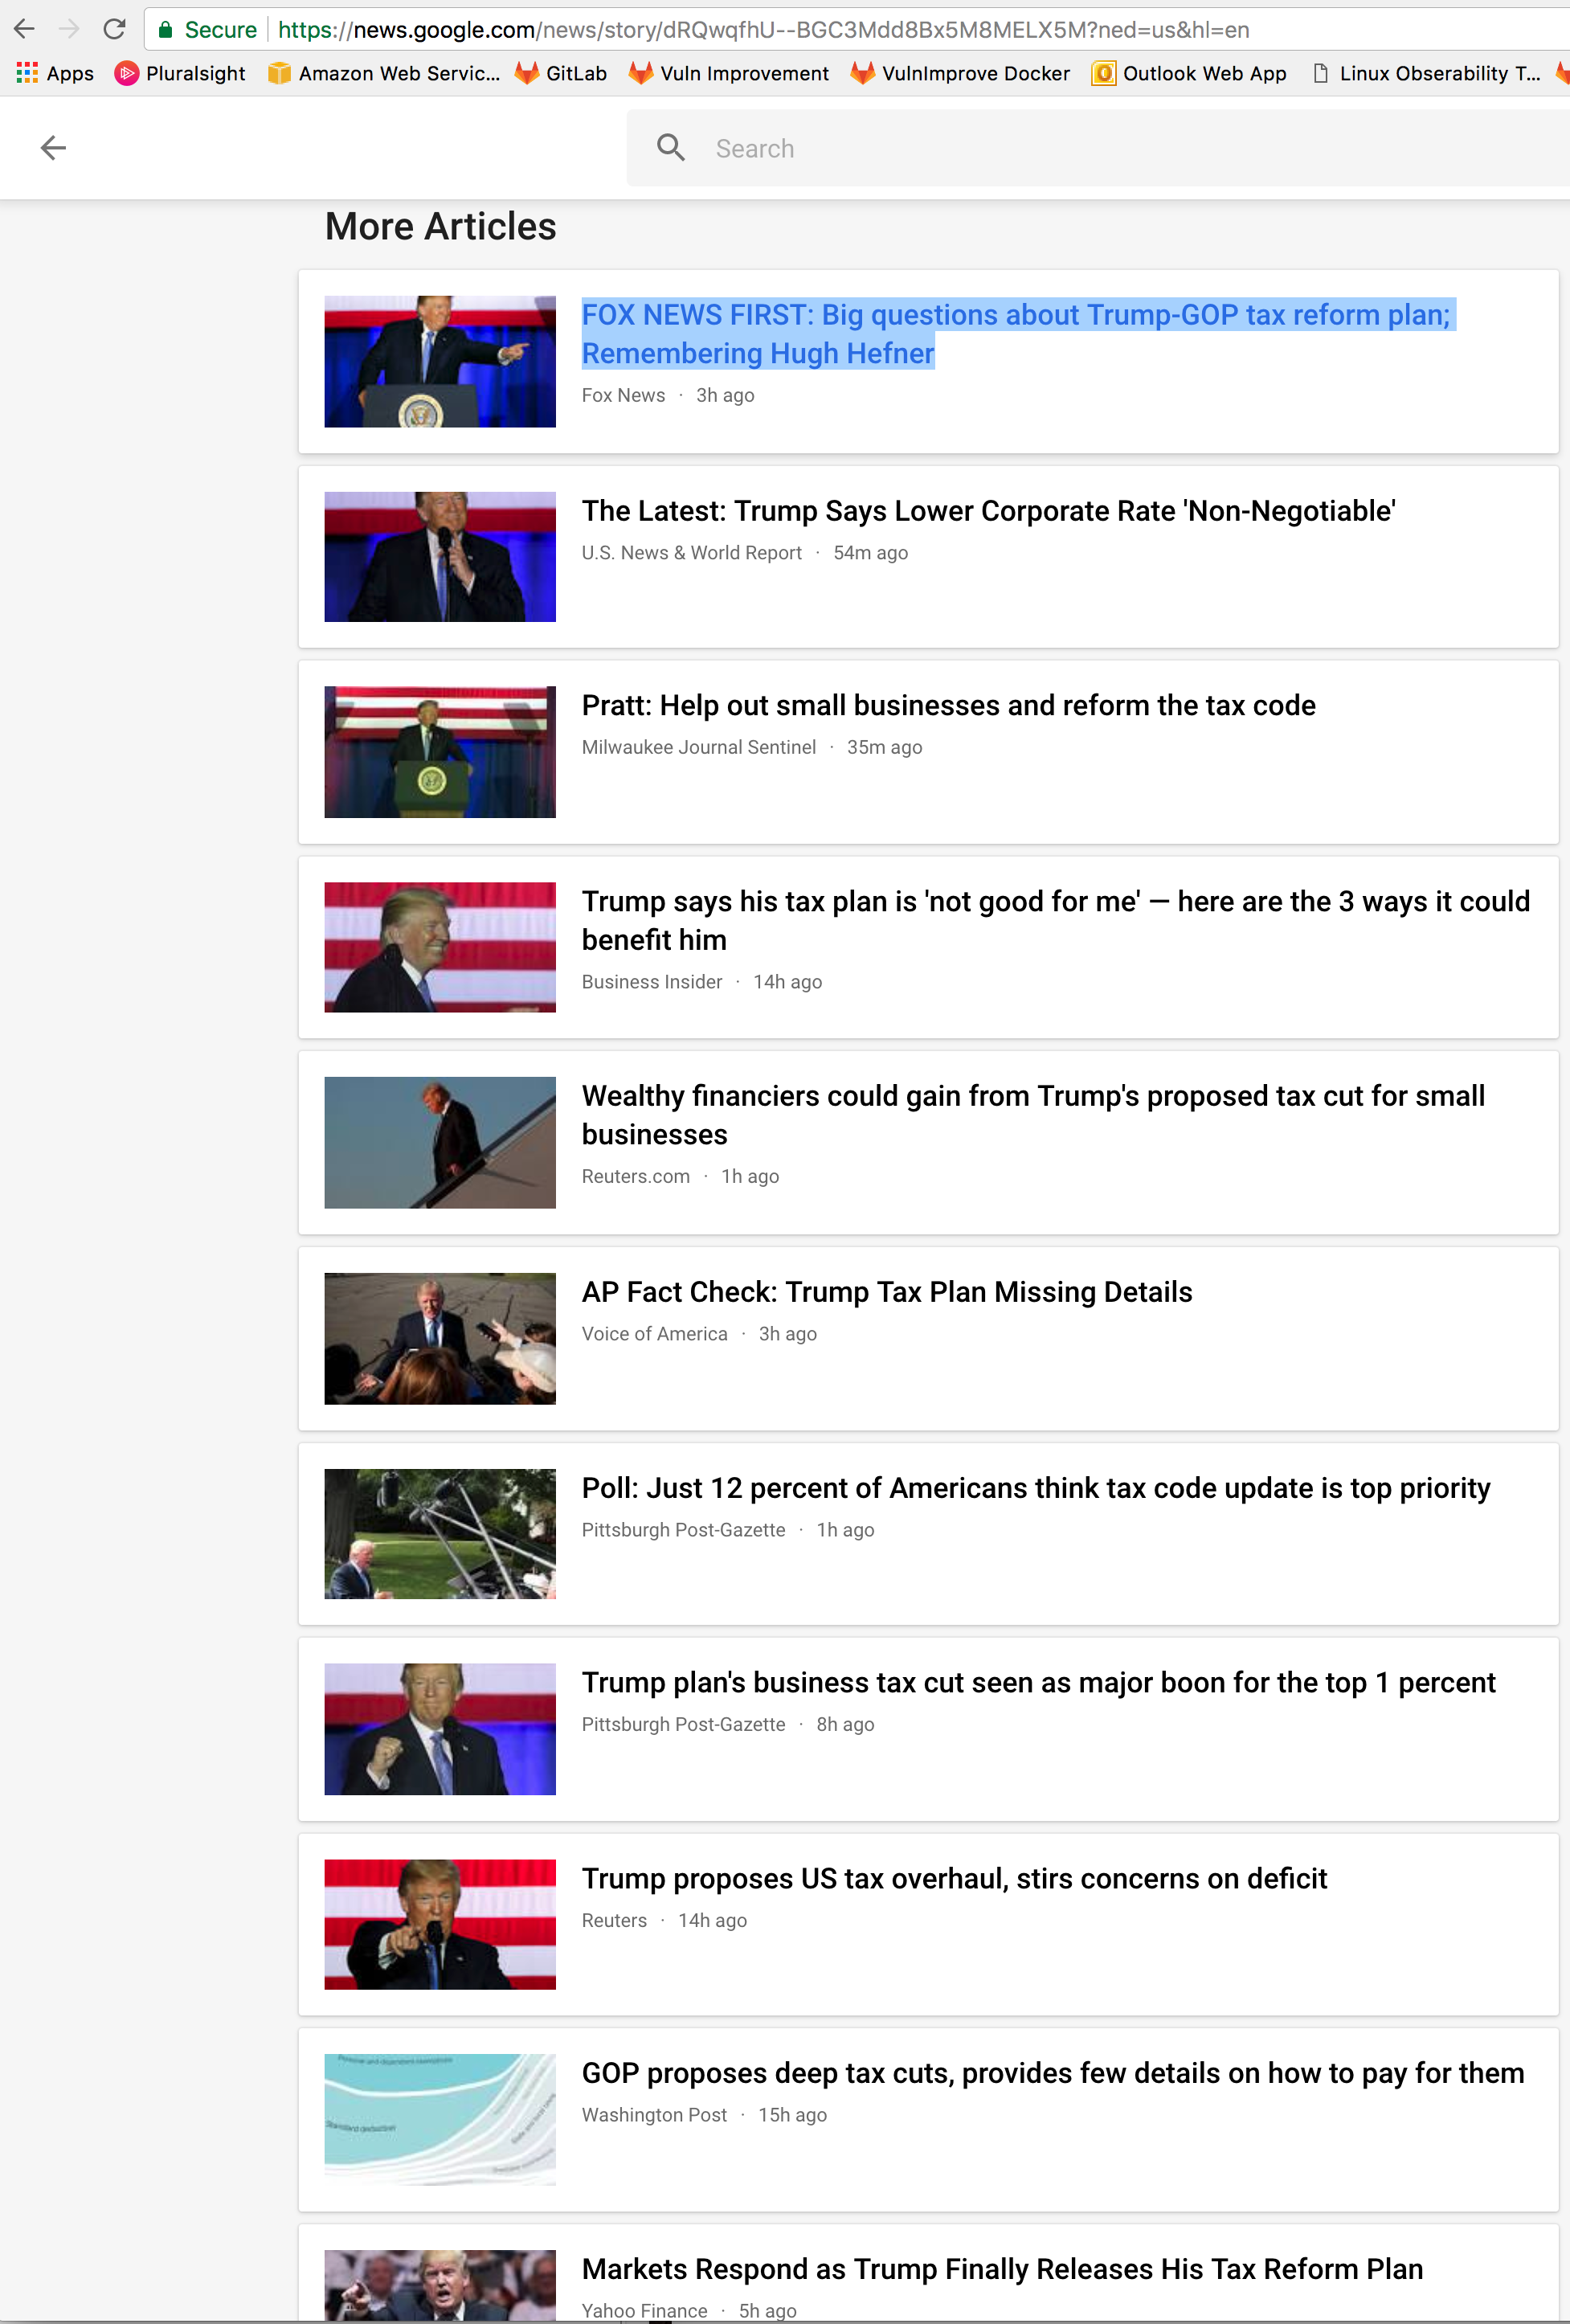 Secure https://news.google.com/news/story/dRQwqfhU--BGC3Mdd8Bx5M8MELX5M?ned=us&hl=en
Apps Pluralsight Amazon Web Servic... GitLab Vuln Improvement VulnImprove Docker Outlook Web App Linux Obserability T...
Search
More Articles
FOX NEWS FIRST: Big questions about Trump-GOP tax reform plan;
Remembering Hugh Hefner
Fox News · 3h ago
The Latest: Trump Says Lower Corporate Rate 'Non-Negotiable'
U.S. News & World Report · 54m ago
Pratt: Help out small businesses and reform the tax code
Milwaukee Journal Sentinel · 35m ago
Trump says his tax plan is 'not good for me' — here are the 3 ways it could
benefit him
Business Insider · 14h ago
Wealthy financiers could gain from Trump's proposed tax cut for small
businesses
Reuters.com · 1h ago
AP Fact Check: Trump Tax Plan Missing Details
Voice of America · 3h ago
Poll: Just 12 percent of Americans think tax code update is top priority
Pittsburgh Post-Gazette · 1h ago
Trump plan's business tax cut seen as major boon for the top 1 percent
Pittsburgh Post-Gazette · 8h ago
Trump proposes US tax overhaul, stirs concerns on deficit
Reuters · 14h ago
Standard deduction
GOP proposes deep tax cuts, provides few details on how to pay for them
Washington Post · 15h ago
Markets Respond as Trump Finally Releases His Tax Reform Plan
Yahoo Finance · 5h ago